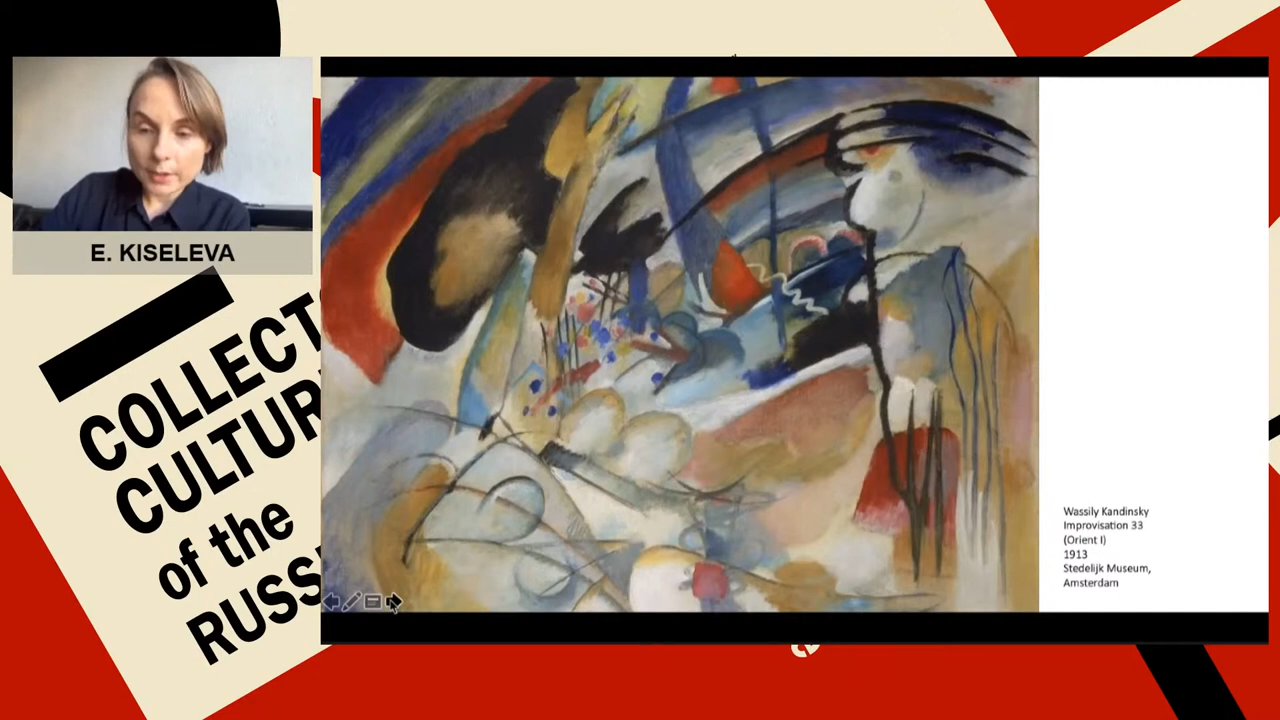 E. KISELEVA
COLLECT
CULTUR
of the
RUSS
Wassily Kandinsky
Improvisation 33
(Orient I)
1913
Stedelijk Museum,
Amsterdam